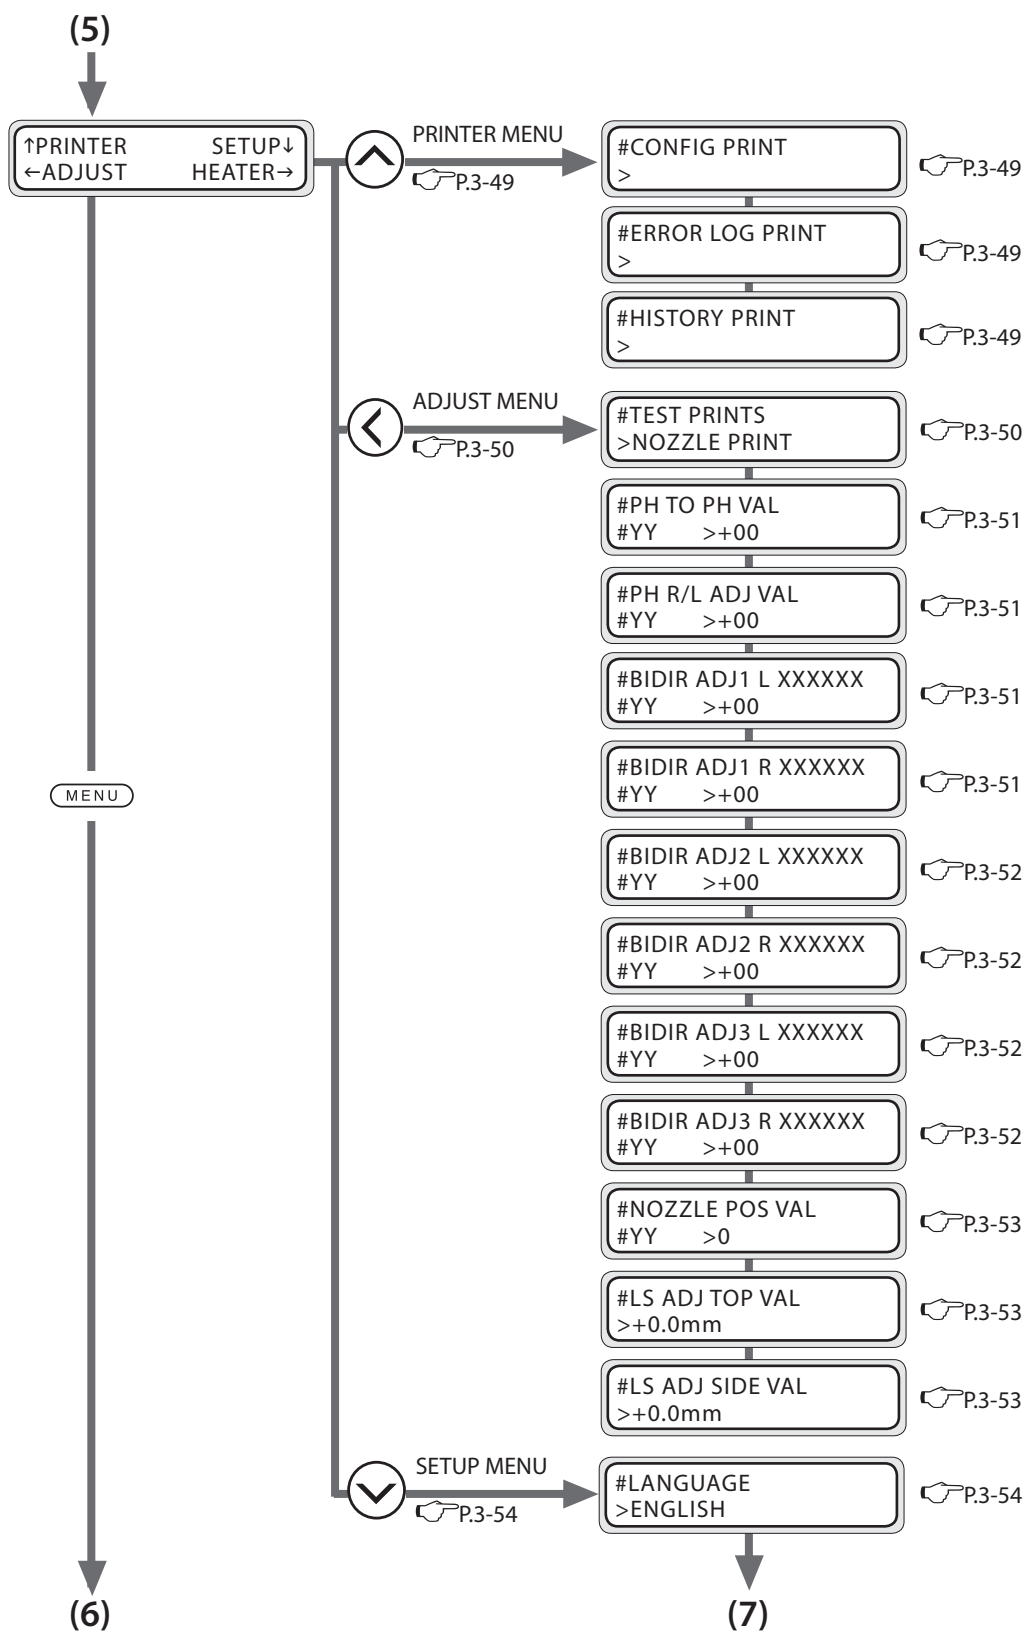 (5)
↑PRINTER SETUP↓
←ADJUST HEATER→
PRINTER MENU
P.3-49
#CONFIG PRINT
>
P.3-49
#ERROR LOG PRINT
>
P.3-49
#HISTORY PRINT
>
P.3-49
ADJUST MENU
P.3-50
#TEST PRINTS
>NOZZLE PRINT
P.3-50
#PH TO PH VAL
#YY >+00
P.3-51
#PH R/L ADJ VAL
#YY >+00
P.3-51
#BIDIR ADJ1 L XXXXXX
#YY >+00
P.3-51
#BIDIR ADJ1 R XXXXXX
#YY >+00
P.3-51
MENU
#BIDIR ADJ2 L XXXXXX
#YY >+00
P.3-52
#BIDIR ADJ2 R XXXXXX
#YY >+00
P.3-52
#BIDIR ADJ3 L XXXXXX
#YY >+00
P.3-52
#BIDIR ADJ3 R XXXXXX
#YY >+00
P.3-52
#NOZZLE POS VAL
#YY >0
P.3-53
#LS ADJ TOP VAL
>+0.0mm
P.3-53
#LS ADJ SIDE VAL
>+0.0mm
P.3-53
SETUP MENU
P.3-54
#LANGUAGE
>ENGLISH
P.3-54
(6)
(7)